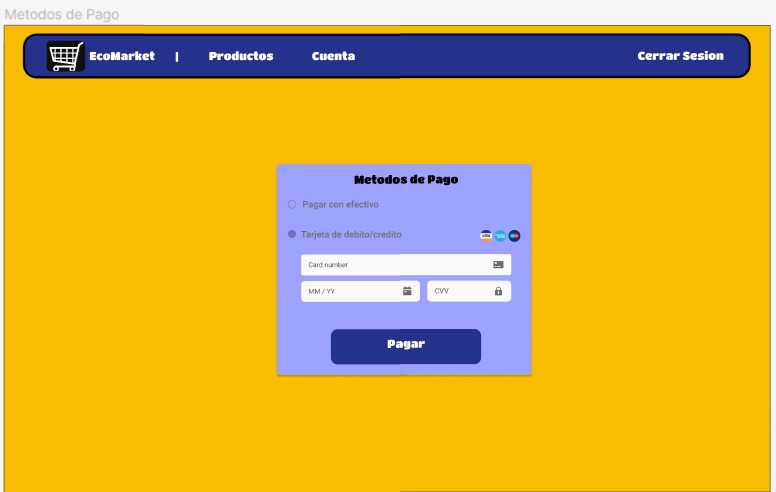 Metodos de Pago
EcoMarket | Productos Cuenta Cerrar Sesion
Metodos de Pago
Pagar con efectivo
Tarjeta de debito/credito VISA
Card number
MM / YY CVV
Pagar